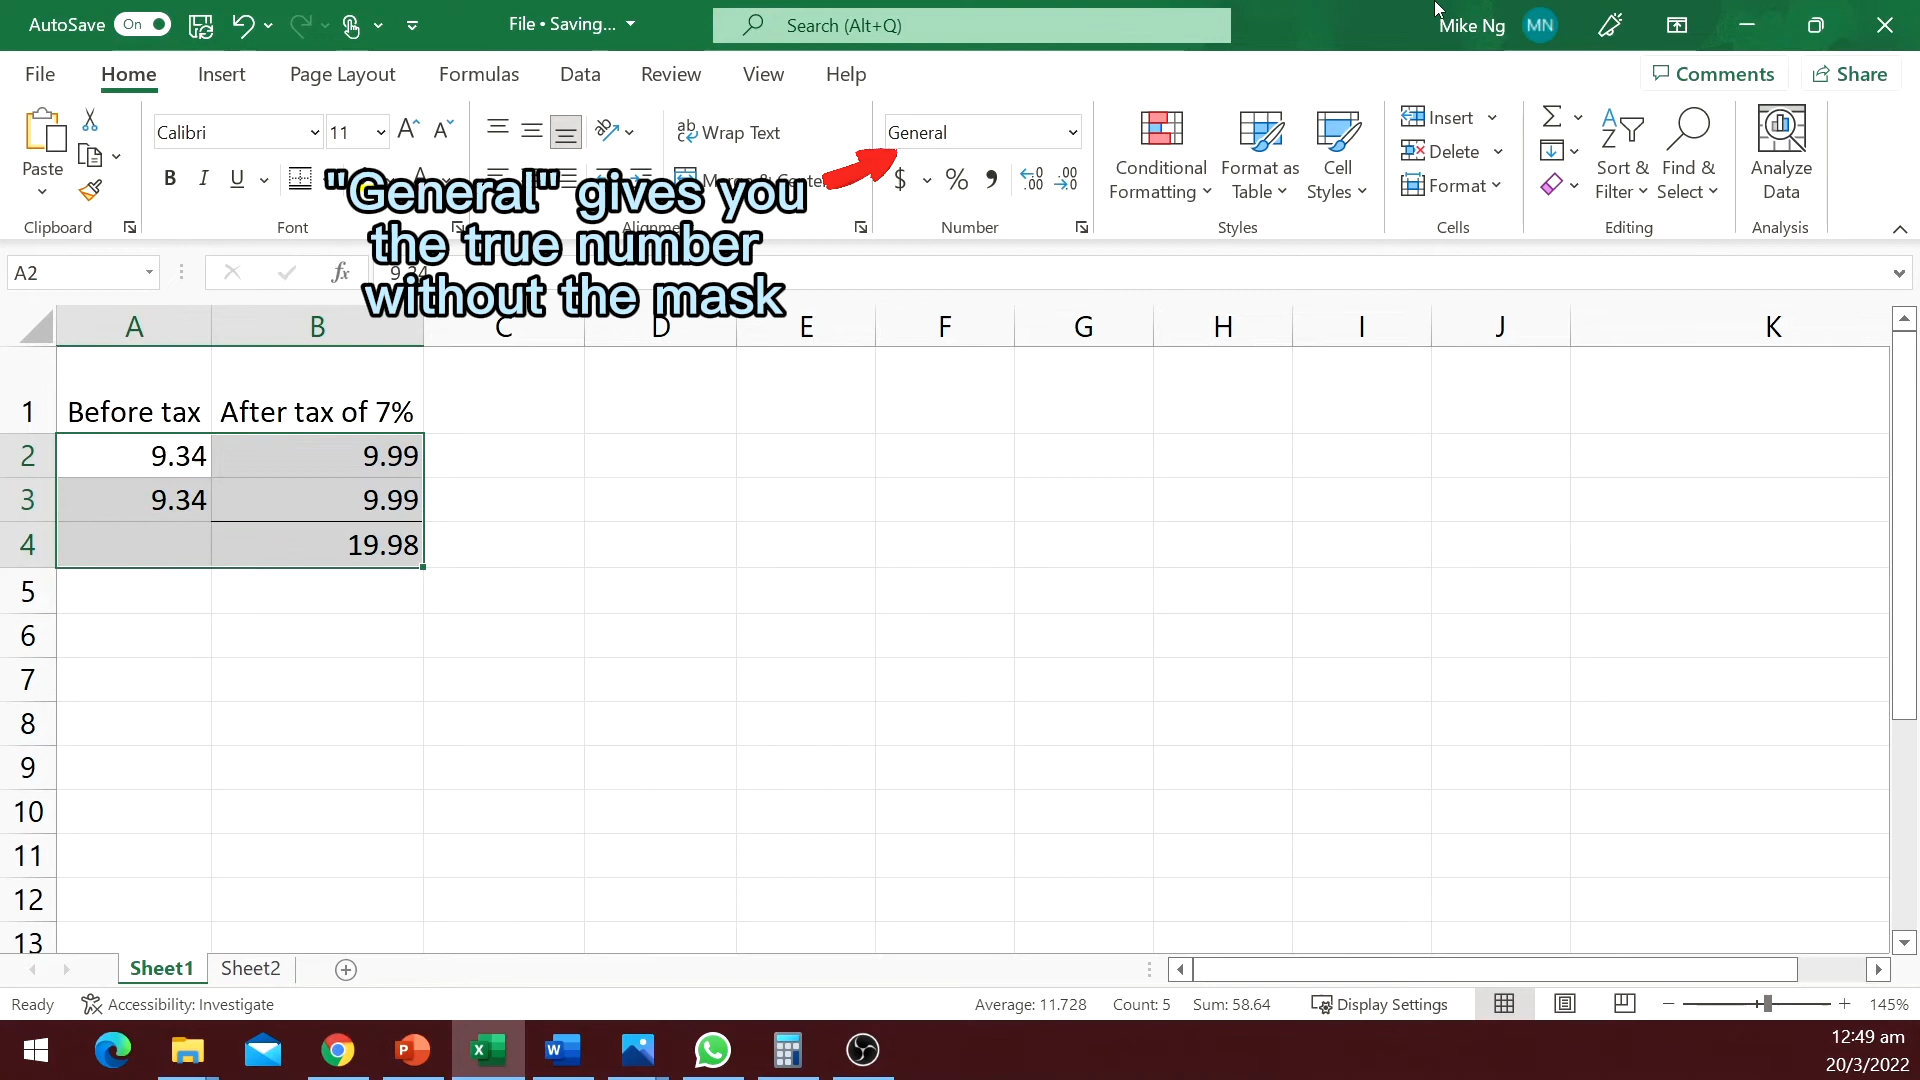 AutoSave On
File • Saving...
Search (Alt+Q)
Mike Ng MN
File Home Insert Page Layout Formulas Data Review View Help
Comments Share
Paste
Clipboard
Calibri 11
B I U
Font
Wrap Text
Alignment
General
$ % ,
Number
Conditional Formatting
Format as Table
Cell Styles
Styles
Insert
Delete
Format
Cells
Sort & Filter
Find & Select
Editing
Analyze Data
Analysis
"General" gives you
the true number
without the mask
A2 fx 9.34
A B C D E F G H I J K
1 Before tax After tax of 7%
2 9.34 9.99
3 9.34 9.99
4 19.98
5
6
7
8
9
10
11
12
13
Sheet1 Sheet2
Ready Accessibility: Investigate Average: 11.728 Count: 5 Sum: 58.64 Display Settings 145%
12:49 am
20/3/2022